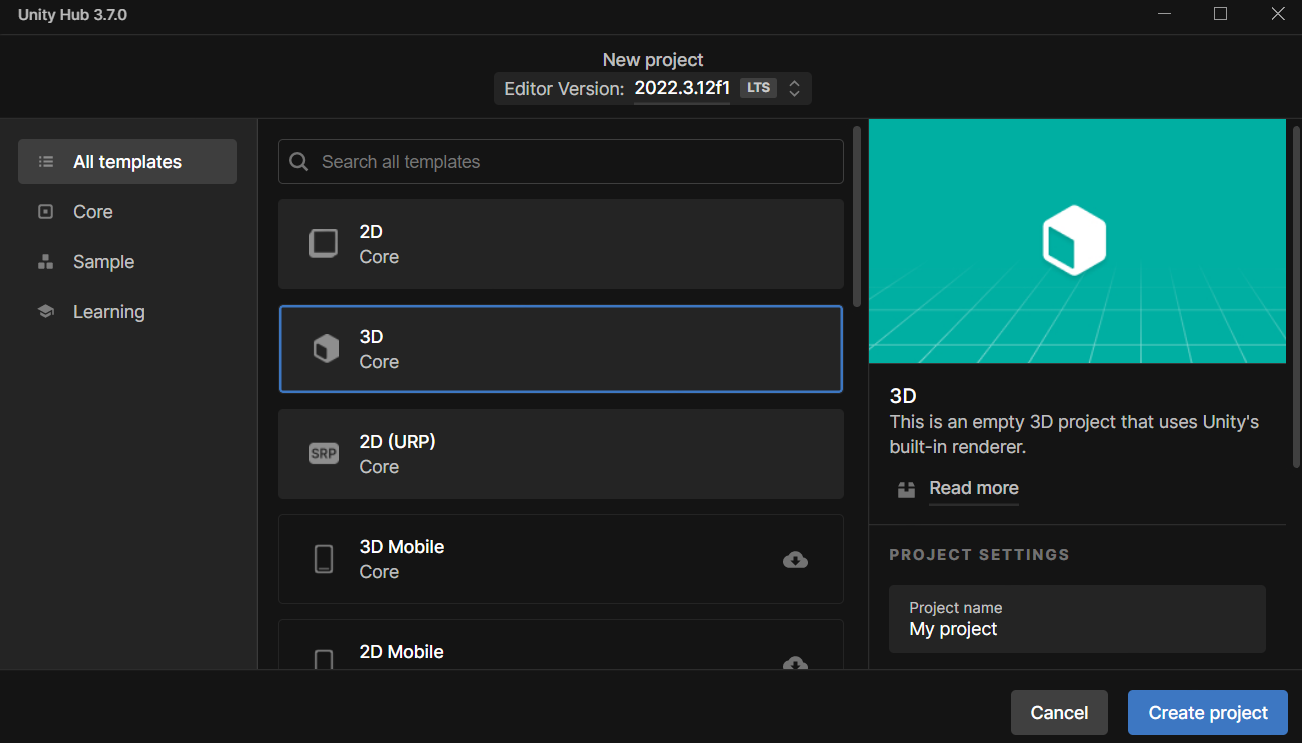 Unity Hub 3.7.0
New project
Editor Version: 2022.3.12f1 LTS
All templates
Core
Sample
Learning
Search all templates
2D
Core
3D
Core
SRP
2D (URP)
Core
3D Mobile
Core
2D Mobile
3D
This is an empty 3D project that uses Unity's
built-in renderer.
Read more
PROJECT SETTINGS
Project name
My project
Cancel
Create project